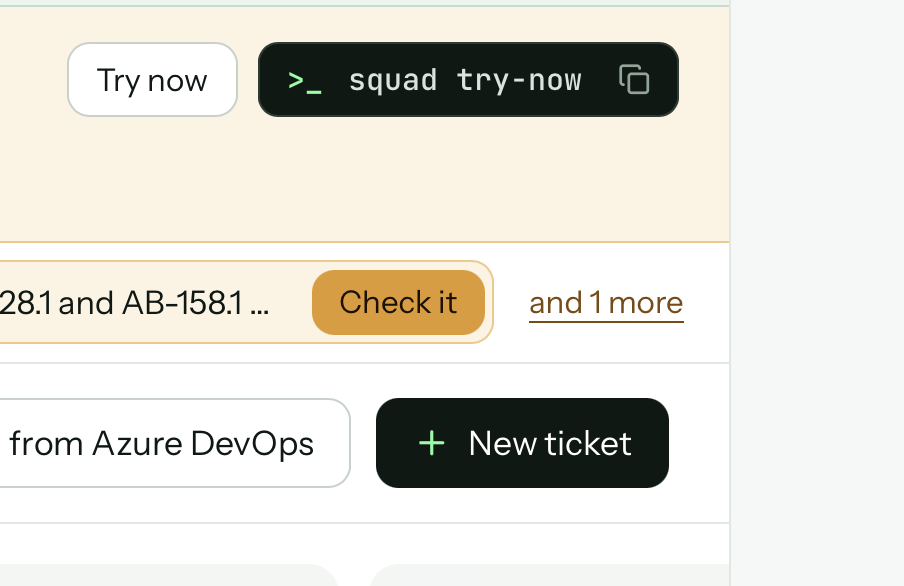 Try now
>_ squad try-now
28.1 and AB-158.1 ...
Check it
and 1 more
from Azure DevOps
+ New ticket